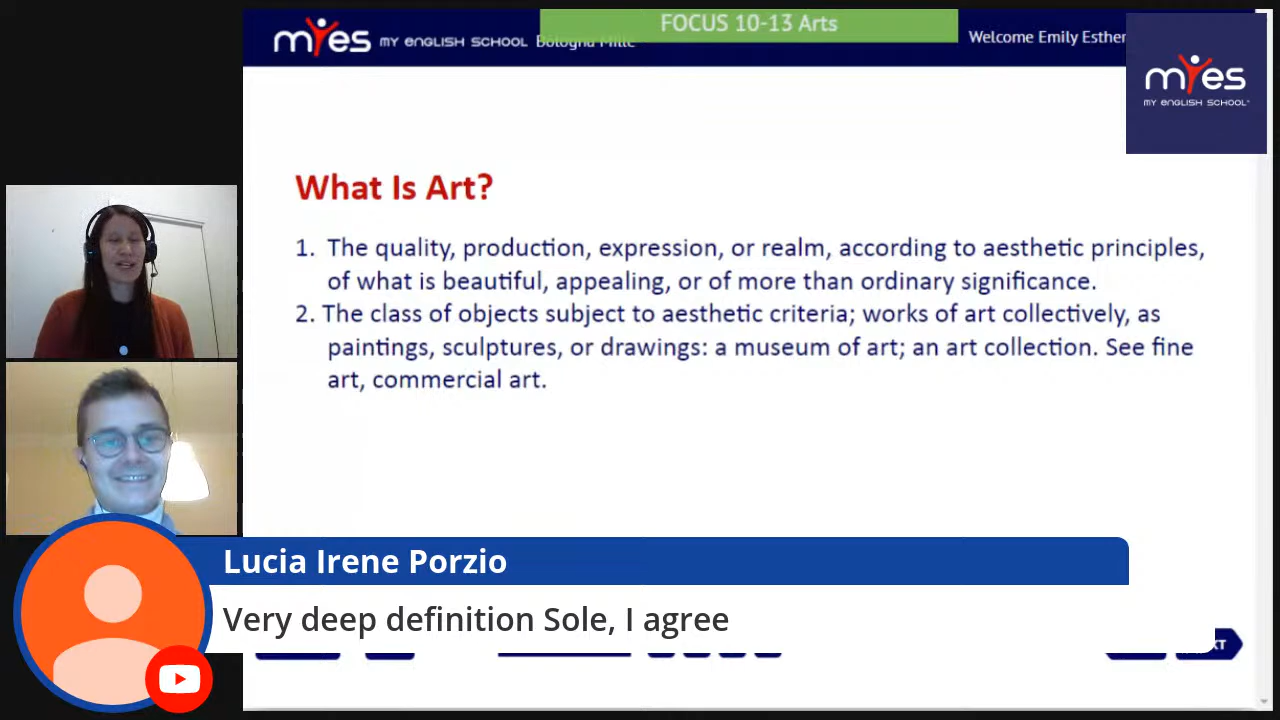 FOCUS 10-13 Arts
myes MY ENGLISH SCHOOL Bologna Mille
Welcome Emily Esther
myes
MY ENGLISH SCHOOL
What Is Art?
1. The quality, production, expression, or realm, according to aesthetic principles,
of what is beautiful, appealing, or of more than ordinary significance.
2. The class of objects subject to aesthetic criteria; works of art collectively, as
paintings, sculptures, or drawings: a museum of art; an art collection. See fine
art, commercial art.
Lucia Irene Porzio
Very deep definition Sole, I agree